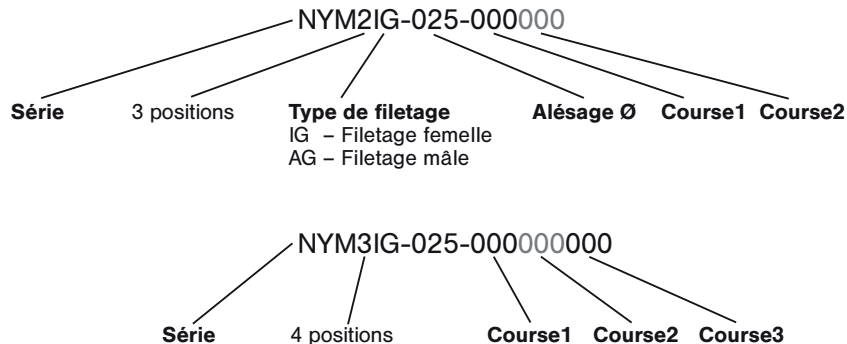 NYM2IG-025-000000
Série 3 positions Type de filetage Alésage Ø Course1 Course2
IG – Filetage femelle
AG – Filetage mâle
NYM3IG-025-000000000
Série 4 positions Course1 Course2 Course3